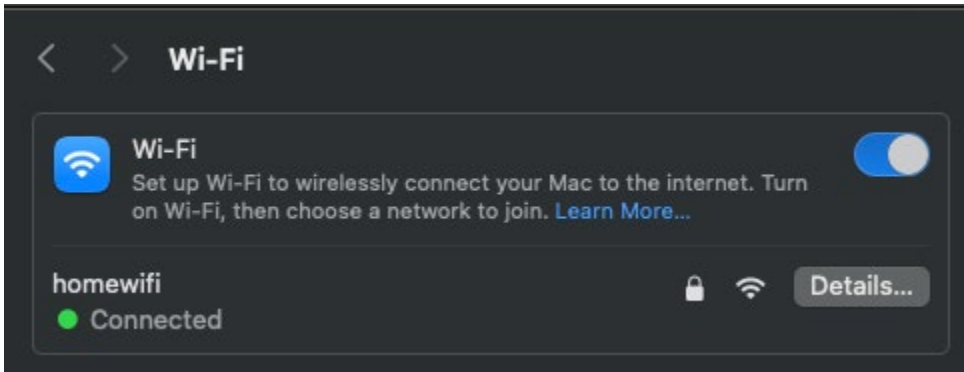 Wi-Fi
Wi-Fi
Set up Wi-Fi to wirelessly connect your Mac to the internet. Turn
on Wi-Fi, then choose a network to join. Learn More...
homewifi
Details...
Connected